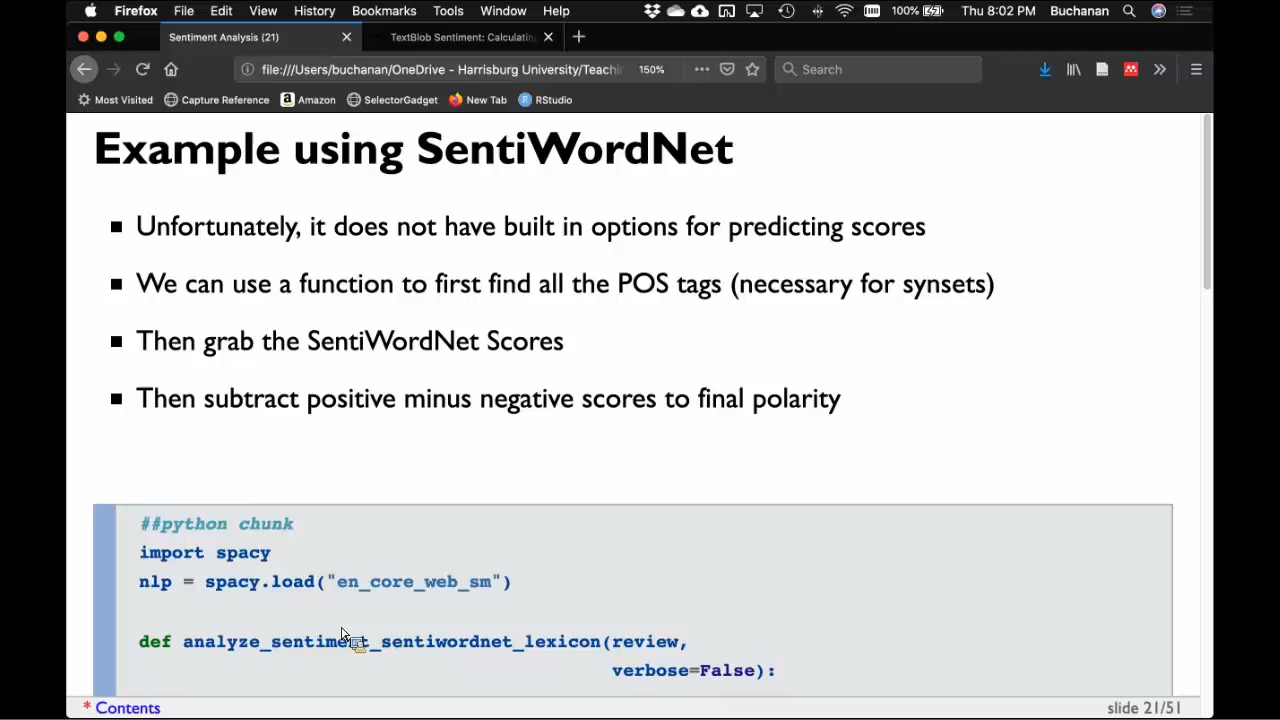 Firefox File Edit View History Bookmarks Tools Window Help 100% Thu 8:02 PM Buchanan
Sentiment Analysis (21) TextBlob Sentiment: Calculatin
file:///Users/buchanan/OneDrive - Harrisburg University/Teachi 150% Search
Most Visited Capture Reference Amazon SelectorGadget New Tab RStudio
Example using SentiWordNet
Unfortunately, it does not have built in options for predicting scores
We can use a function to first find all the POS tags (necessary for synsets)
Then grab the SentiWordNet Scores
Then subtract positive minus negative scores to final polarity
##python chunk
import spacy
nlp = spacy.load("en_core_web_sm")
def analyze_sentiment_sentiwordnet_lexicon(review,
verbose=False):
* Contents slide 21/51